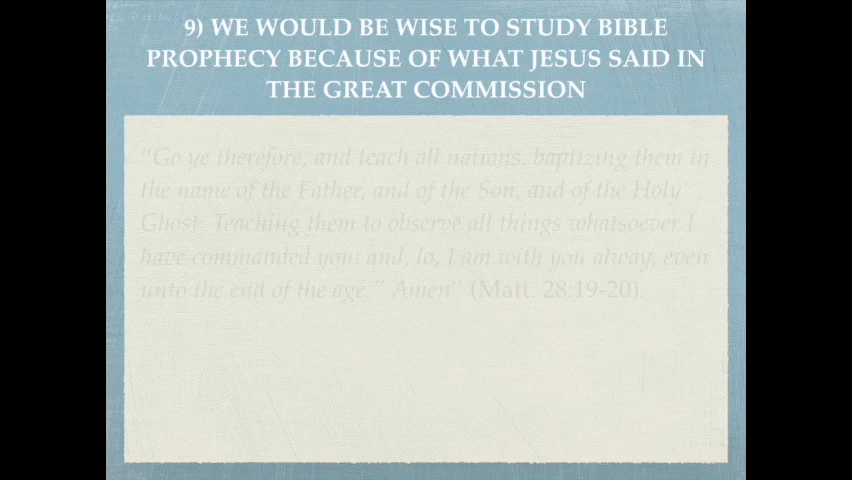 9) WE WOULD BE WISE TO STUDY BIBLE
PROPHECY BECAUSE OF WHAT JESUS SAID IN
THE GREAT COMMISSION
"Go ye therefore, and teach all nations, baptizing them in
the name of the Father, and of the Son, and of the Holy
Ghost: Teaching them to observe all things whatsoever I
have commanded you: and, lo, I am with you alway, even
unto the end of the age." Amen" (Matt. 28:19-20)